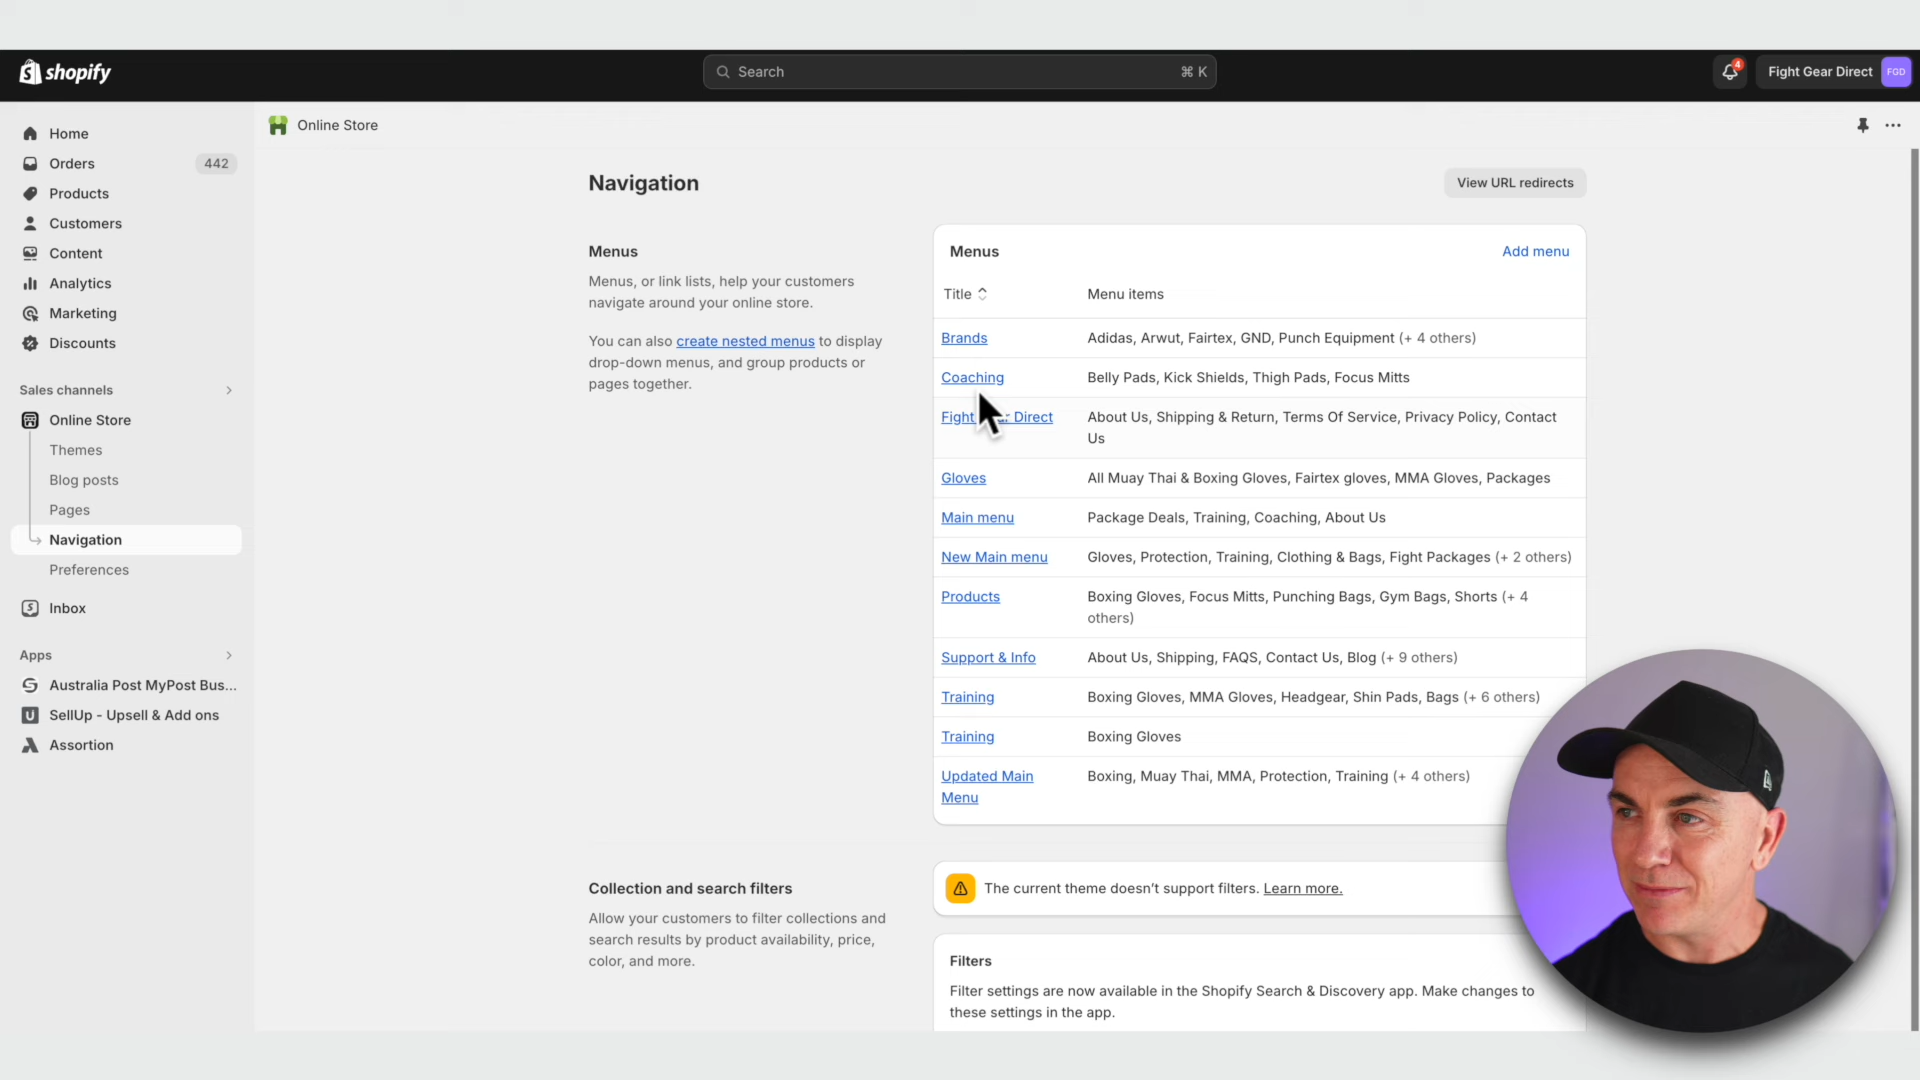 shopify
Search
⌘ K
4
Fight Gear Direct
FGD
Home
Orders
442
Products
Customers
Content
Analytics
Marketing
Discounts
Sales channels
Online Store
Themes
Blog posts
Pages
Navigation
Preferences
Inbox
Apps
Australia Post MyPost Bus...
SellUp - Upsell & Add ons
Assortion
Online Store
Navigation
View URL redirects
Menus
Menus, or link lists, help your customers
navigate around your online store.
You can also create nested menus to display
drop-down menus, and group products or
pages together.
Menus
Add menu
Title
Menu items
Brands
Adidas, Arwut, Fairtex, GND, Punch Equipment (+ 4 others)
Coaching
Belly Pads, Kick Shields, Thigh Pads, Focus Mitts
Fight Direct
About Us, Shipping & Return, Terms Of Service, Privacy Policy, Contact
Us
Gloves
All Muay Thai & Boxing Gloves, Fairtex gloves, MMA Gloves, Packages
Main menu
Package Deals, Training, Coaching, About Us
New Main menu
Gloves, Protection, Training, Clothing & Bags, Fight Packages (+ 2 others)
Products
Boxing Gloves, Focus Mitts, Punching Bags, Gym Bags, Shorts (+ 4
others)
Support & Info
About Us, Shipping, FAQS, Contact Us, Blog (+ 9 others)
Training
Boxing Gloves, MMA Gloves, Headgear, Shin Pads, Bags (+ 6 others)
Training
Boxing Gloves
Updated Main
Menu
Boxing, Muay Thai, MMA, Protection, Training (+ 4 others)
Collection and search filters
Allow your customers to filter collections and
search results by product availability, price,
color, and more.
The current theme doesn't support filters. Learn more.
Filters
Filter settings are now available in the Shopify Search & Discovery app. Make changes to
these settings in the app.